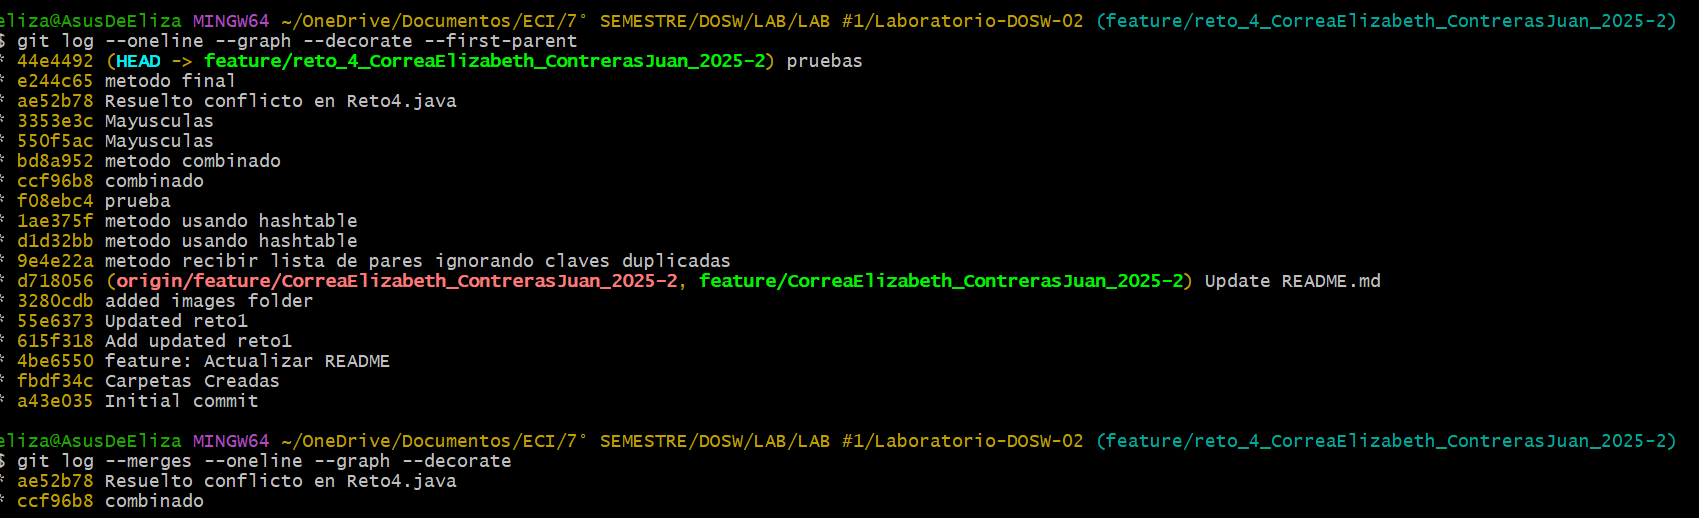 eliza@AsusDeEliza MINGW64 ~/OneDrive/Documentos/ECI/7° SEMESTRE/DOSW/LAB/LAB #1/Laboratorio-DOSW-02 (feature/reto_4_CorreaElizabeth_ContrerasJuan_2025-2)
$ git log --oneline --graph --decorate --first-parent
* 44e4492 (HEAD -> feature/reto_4_CorreaElizabeth_ContrerasJuan_2025-2) pruebas
* e244c65 metodo final
* ae52b78 Resuelto conflicto en Reto4.java
* 3353e3c Mayusculas
* 550f5ac Mayusculas
* bd8a952 metodo combinado
* ccf96b8 combinado
* f08ebc4 prueba
* 1ae375f metodo usando hashtable
* d1d32bb metodo usando hashtable
* 9e4e22a metodo recibir lista de pares ignorando claves duplicadas
* d718056 (origin/feature/CorreaElizabeth_ContrerasJuan_2025-2, feature/CorreaElizabeth_ContrerasJuan_2025-2) Update README.md
* 3280cdb added images folder
* 55e6373 Updated reto1
* 615f318 Add updated reto1
* 4be6550 feature: Actualizar README
* fbdf34c Carpetas Creadas
* a43e035 Initial commit
eliza@AsusDeEliza MINGW64 ~/OneDrive/Documentos/ECI/7° SEMESTRE/DOSW/LAB/LAB #1/Laboratorio-DOSW-02 (feature/reto_4_CorreaElizabeth_ContrerasJuan_2025-2)
$ git log --merges --oneline --graph --decorate
* ae52b78 Resuelto conflicto en Reto4.java
* ccf96b8 combinado